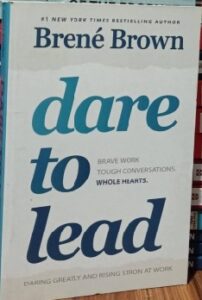 #1 NEW YORK TIMES BESTSELLING AUTHOR
Brené Brown
dare
to
BRAVE WORK.
TOUGH CONVERSATIONS.
WHOLE HEARTS.
lead
DARING GREATLY AND RISING STRONG AT WORK